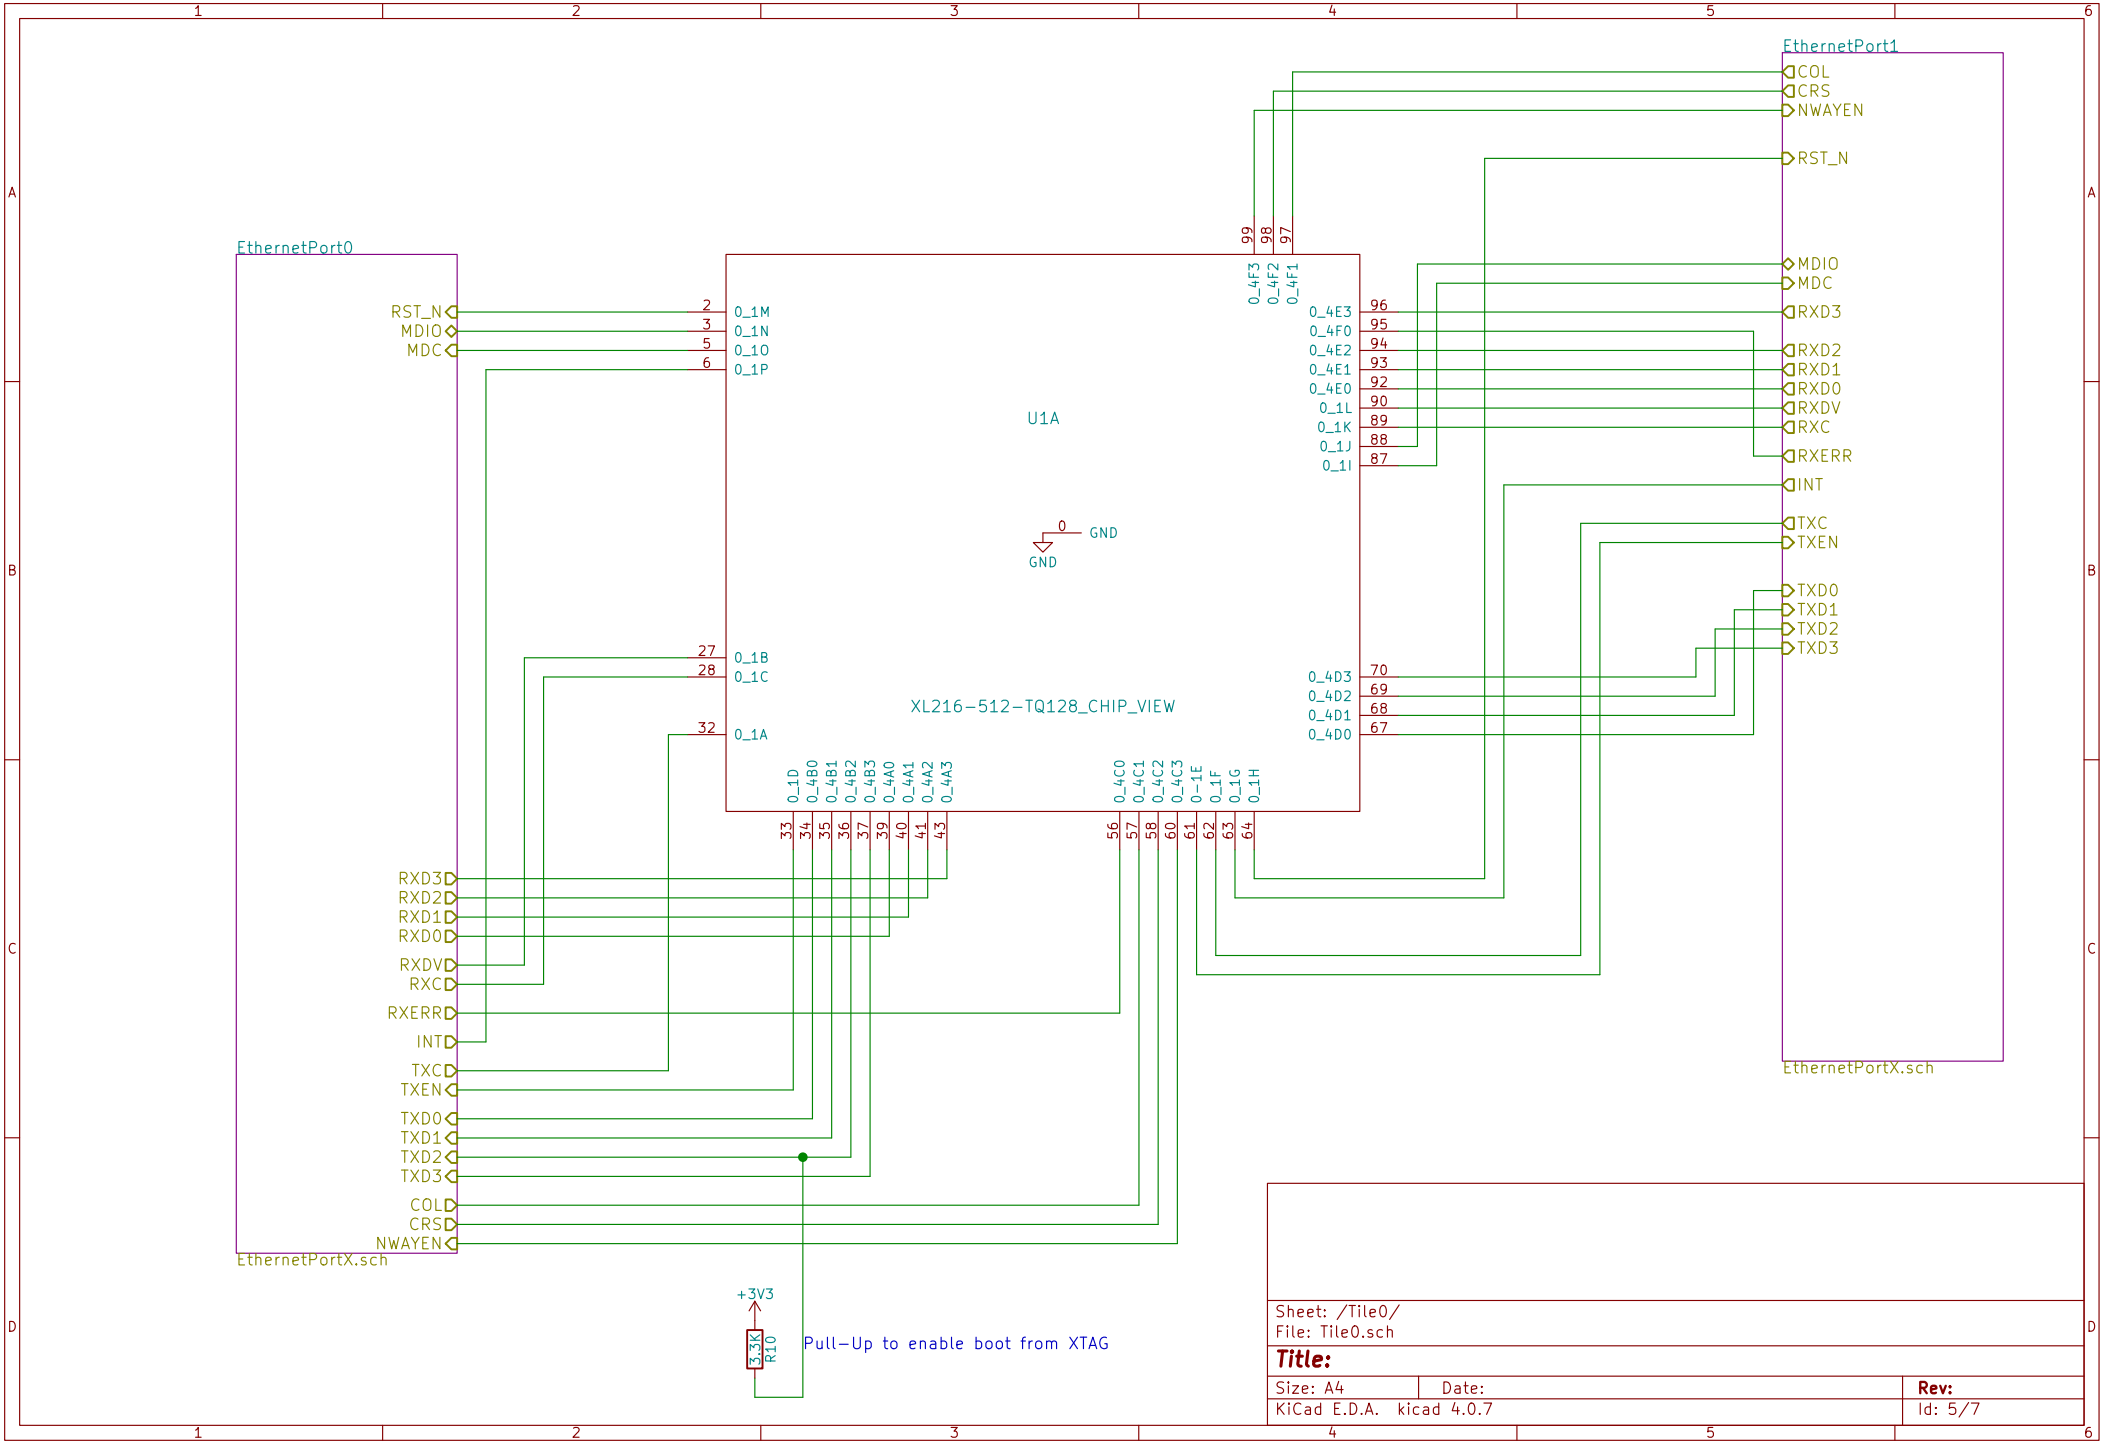 1 2 3 4 5 6
A
B
C
D
A
B
C
D
EthernetPort1
COL
CRS
NWAYEN
RST_N
MDIO
MDC
RXD3
RXD2
RXD1
RXD0
RXDV
RXC
RXERR
INT
TXC
TXEN
TXD0
TXD1
TXD2
TXD3
EthernetPortX.sch
EthernetPort0
RST_N
MDIO
MDC
RXD3
RXD2
RXD1
RXD0
RXDV
RXC
RXERR
INT
TXC
TXEN
TXD0
TXD1
TXD2
TXD3
COL
CRS
NWAYEN
EthernetPortX.sch
99 98 97
0_4F3 0_4F2 0_4F1
2 0_1M
3 0_1N
5 0_1O
6 0_1P
27 0_1B
28 0_1C
32 0_1A
0_4E3 96
0_4F0 95
0_4E2 94
0_4E1 93
0_4E0 92
0_1L 90
0_1K 89
0_1J 88
0_1I 87
U1A
0 GND
GND
XL216-512-TQ128_CHIP_VIEW
0_4D3 70
0_4D2 69
0_4D1 68
0_4D0 67
0_1D 0_4B0 0_4B1 0_4B2 0_4B3 0_4A0 0_4A1 0_4A2 0_4A3
33 34 35 36 37 39 40 41 43
0_4C0 0_4C1 0_4C2 0_4C3 0-1E 0_1F 0_1G 0_1H
56 57 58 60 61 62 63 64
+3V3
3.3K
R10
Pull-Up to enable boot from XTAG
Sheet: /Tile0/
File: Tile0.sch
Title:
Size: A4 Date: Rev:
KiCad E.D.A. kicad 4.0.7 Id: 5/7
1 2 3 4 5 6